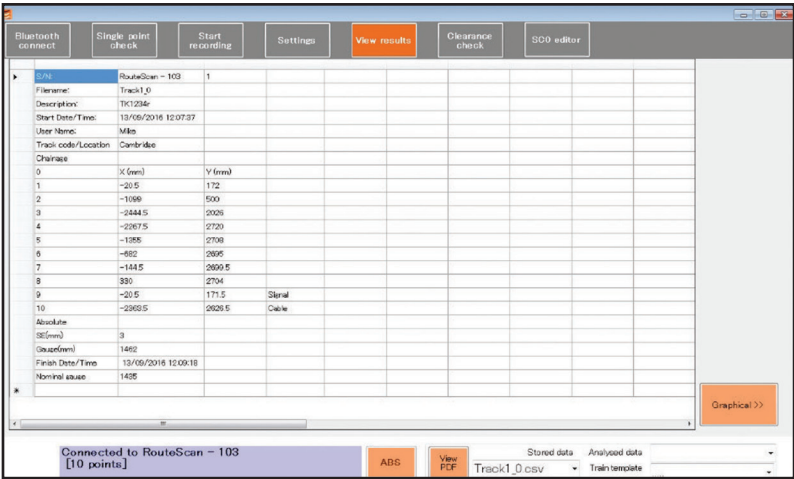 Bluetooth connect
Single point check
Start recording
Settings
View results
Clearance check
SC0 editor
S/N: RouteScan - 103 1
Filename: Track1_0
Description: TK1234r
Start Date/Time: 13/09/2016 12:07:37
User Name: Mike
Track code/Location Cambridge
Chainage
0 X (mm) Y (mm)
1 -20.5 172
2 -1099 500
3 -2444.5 2026
4 -2267.5 2720
5 -1355 2708
6 -682 2695
7 -144.5 2699.5
8 330 2704
9 -20.5 171.5 Signal
10 -2368.5 2626.5 Cable
Absolute
SE(mm) 3
Gauge(mm) 1462
Finish Date/Time 13/09/2016 12:09:18
Nominal gauge 1435
Graphical >>
Connected to RouteScan - 103
[10 points]
ABS
View PDF
Stored data
Track1_0.csv
Analysed data
Train template